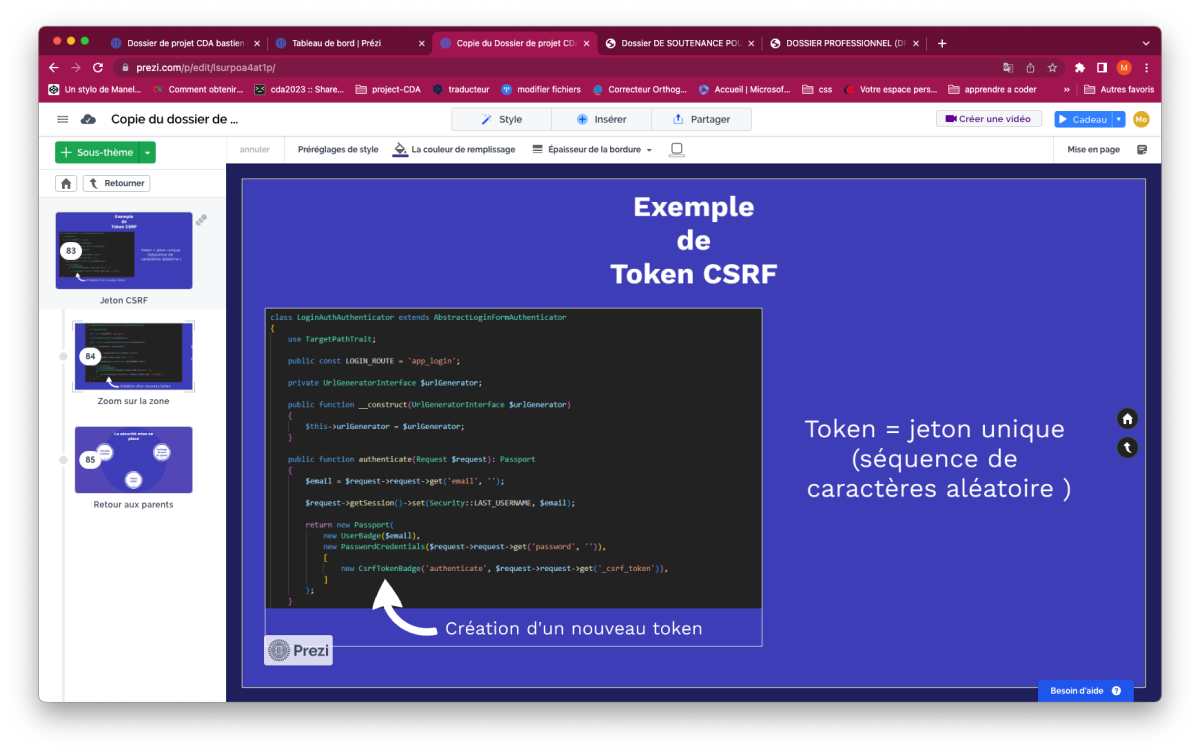 Dossier de projet CDA bastien
Tableau de bord | Prézi
Copie du Dossier de projet CDA
Dossier DE SOUTENANCE POU
DOSSIER PROFESSIONNEL (DP
prezi.com/p/edit/lsurpoa4at1p/
M
Un stylo de Manel...
Comment obtenir...
cda2023 :: Share...
project-CDA
traducteur
modifier fichiers
Correcteur Orthog...
Accueil | Microsof...
css
Votre espace pers...
apprendre a coder
»
Autres favoris
Copie du dossier de ...
Style
Insérer
Partager
Créer une vidéo
Cadeau
Mo
+ Sous-thème
annuler
Préréglages de style
La couleur de remplissage
Épaisseur de la bordure
Mise en page
Retourner
Exemple
de
Token CSRF
83
Token = jeton unique
(séquence de
caractères aléatoire )
Création d'un nouveau token
Jeton CSRF
84
Création d'un nouveau token
Zoom sur la zone
La sécurité mise en
place
85
Retour aux parents
Exemple
de
Token CSRF
class LoginAuthAuthenticator extends AbstractLoginFormAuthenticator
{
use TargetPathTrait;
public const LOGIN_ROUTE = 'app_login';
private UrlGeneratorInterface $urlGenerator;
public function __construct(UrlGeneratorInterface $urlGenerator)
{
$this->urlGenerator = $urlGenerator;
}
public function authenticate(Request $request): Passport
{
$email = $request->request->get('email', '');
$request->getSession()->set(Security::LAST_USERNAME, $email);
return new Passport(
new UserBadge($email),
new PasswordCredentials($request->request->get('password', '')),
[
new CsrfTokenBadge('authenticate', $request->request->get('_csrf_token')),
]
);
}
Création d'un nouveau token
Prezi
Token = jeton unique
(séquence de
caractères aléatoire )
Besoin d'aide ?